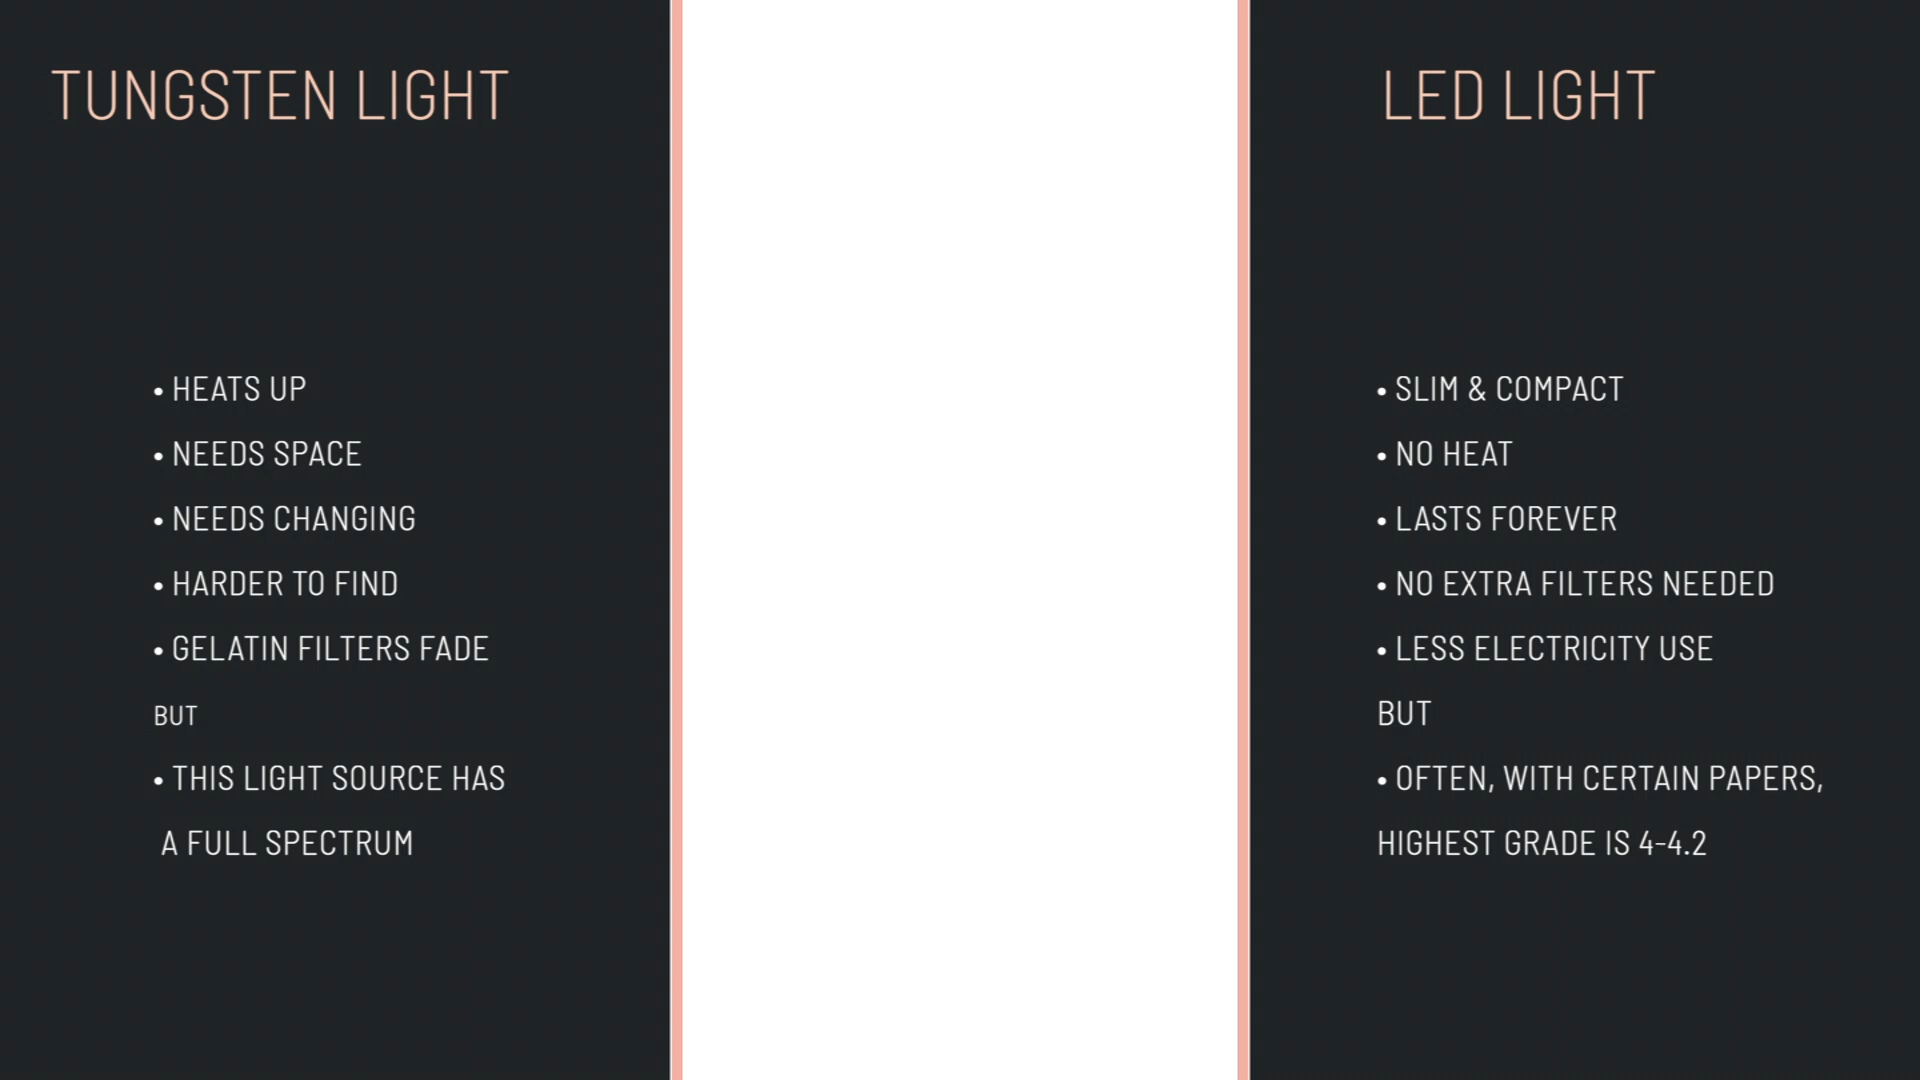 TUNGSTEN LIGHT
• HEATS UP
• NEEDS SPACE
• NEEDS CHANGING
• HARDER TO FIND
• GELATIN FILTERS FADE
BUT
• THIS LIGHT SOURCE HAS
A FULL SPECTRUM
LED LIGHT
• SLIM & COMPACT
• NO HEAT
• LASTS FOREVER
• NO EXTRA FILTERS NEEDED
• LESS ELECTRICITY USE
BUT
• OFTEN, WITH CERTAIN PAPERS,
HIGHEST GRADE IS 4-4.2